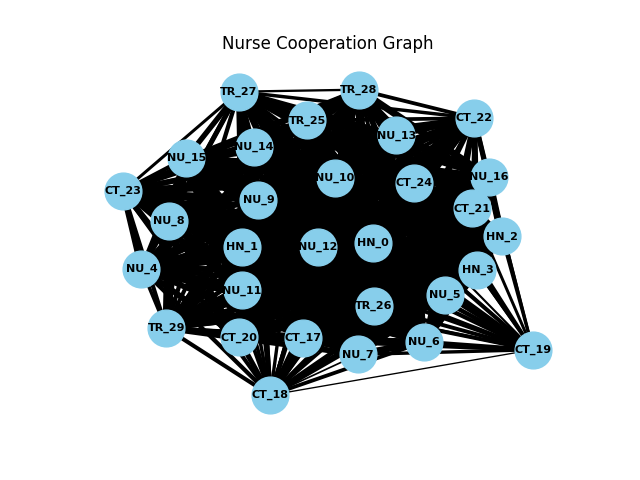 Nurse Cooperation Graph
TR_27
TR_28
TR_25
CT_22
NU_13
NU_14
NU_15
NU_10
NU_16
CT_24
CT_23
NU_9
CT_21
NU_8
HN_2
HN_1
NU_12
HN_0
NU_4
HN_3
NU_11
NU_5
TR_26
TR_29
CT_20
CT_17
NU_6
NU_7
CT_19
CT_18